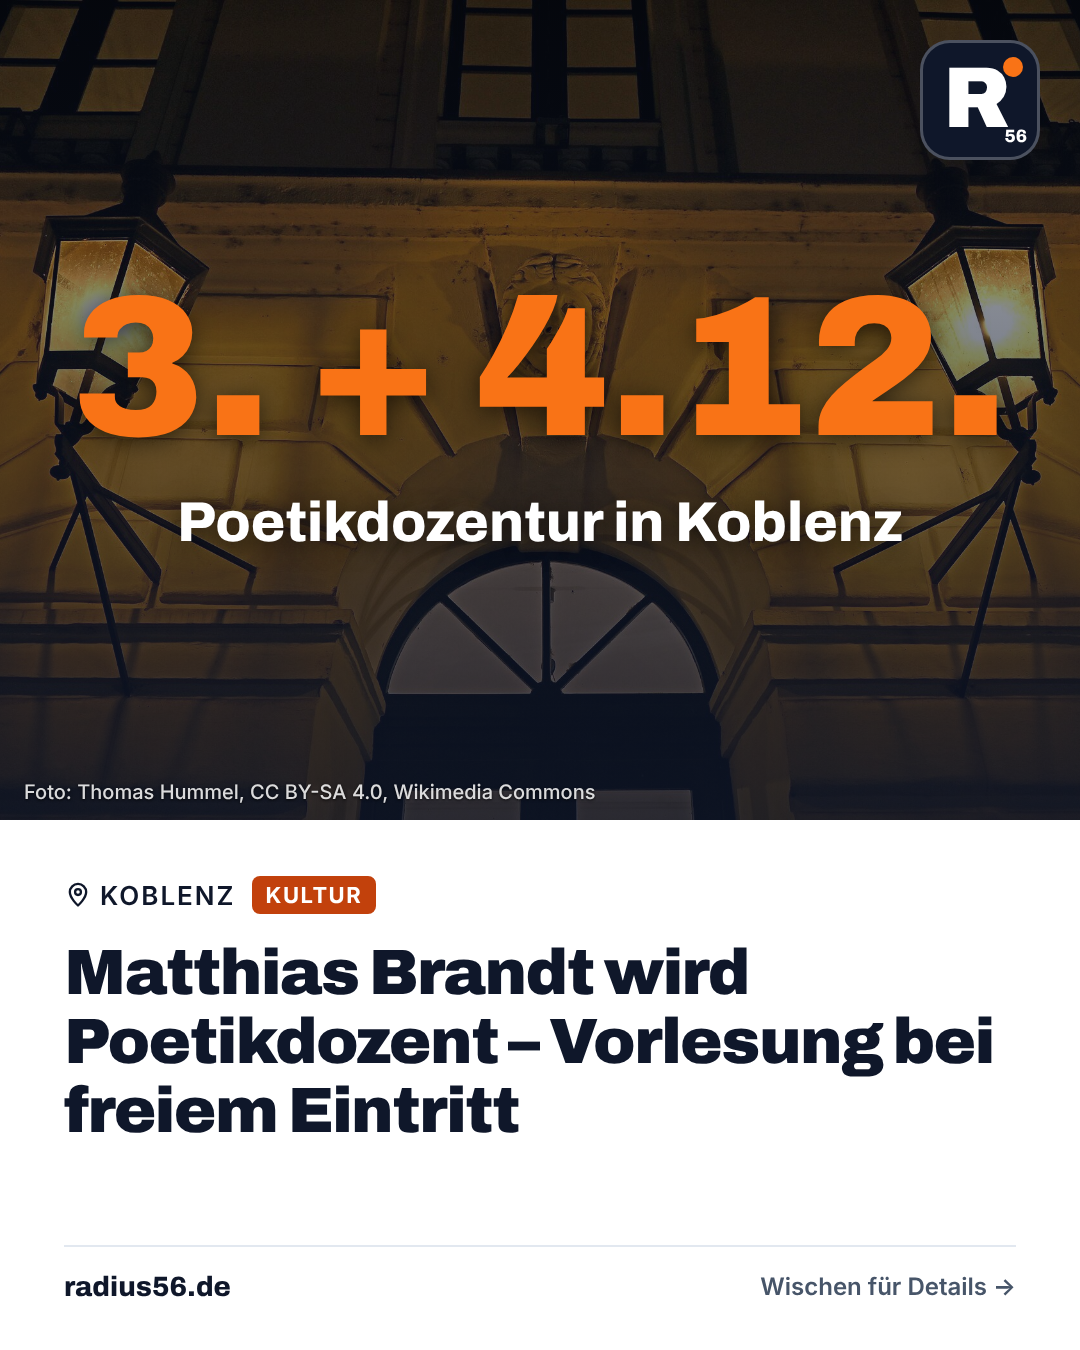 R
56
3. + 4.12.
Poetikdozentur in Koblenz
Foto: Thomas Hummel, CC BY-SA 4.0, Wikimedia Commons
KOBLENZ KULTUR
Matthias Brandt wird
Poetikdozent – Vorlesung bei
freiem Eintritt
radius56.de
Wischen für Details →